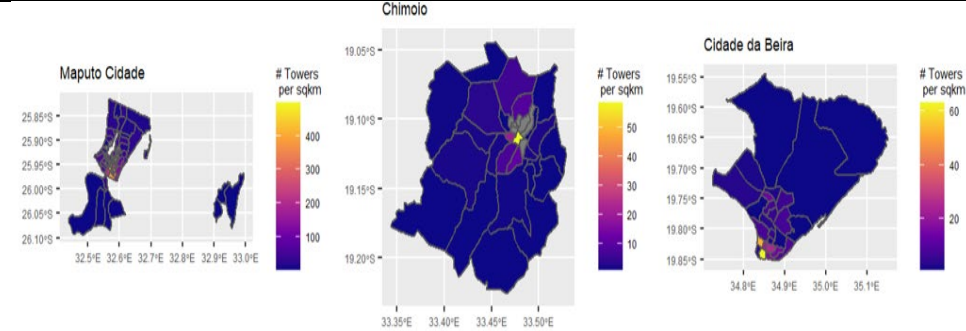 Maputo Cidade
# Towers
per sqkm
400
300
200
100
25.85°S
25.90°S
25.95°S
26.00°S
26.05°S
26.10°S
32.5°E 32.6°E 32.7°E 32.8°E 32.9°E 33.0°E
Chimoio
# Towers
per sqkm
50
40
30
20
10
19.05°S
19.10°S
19.15°S
19.20°S
33.35°E 33.40°E 33.45°E 33.50°E
Cidade da Beira
# Towers
per sqkm
60
40
20
19.55°S
19.60°S
19.65°S
19.70°S
19.75°S
19.80°S
19.85°S
34.8°E 34.9°E 35.0°E 35.1°E